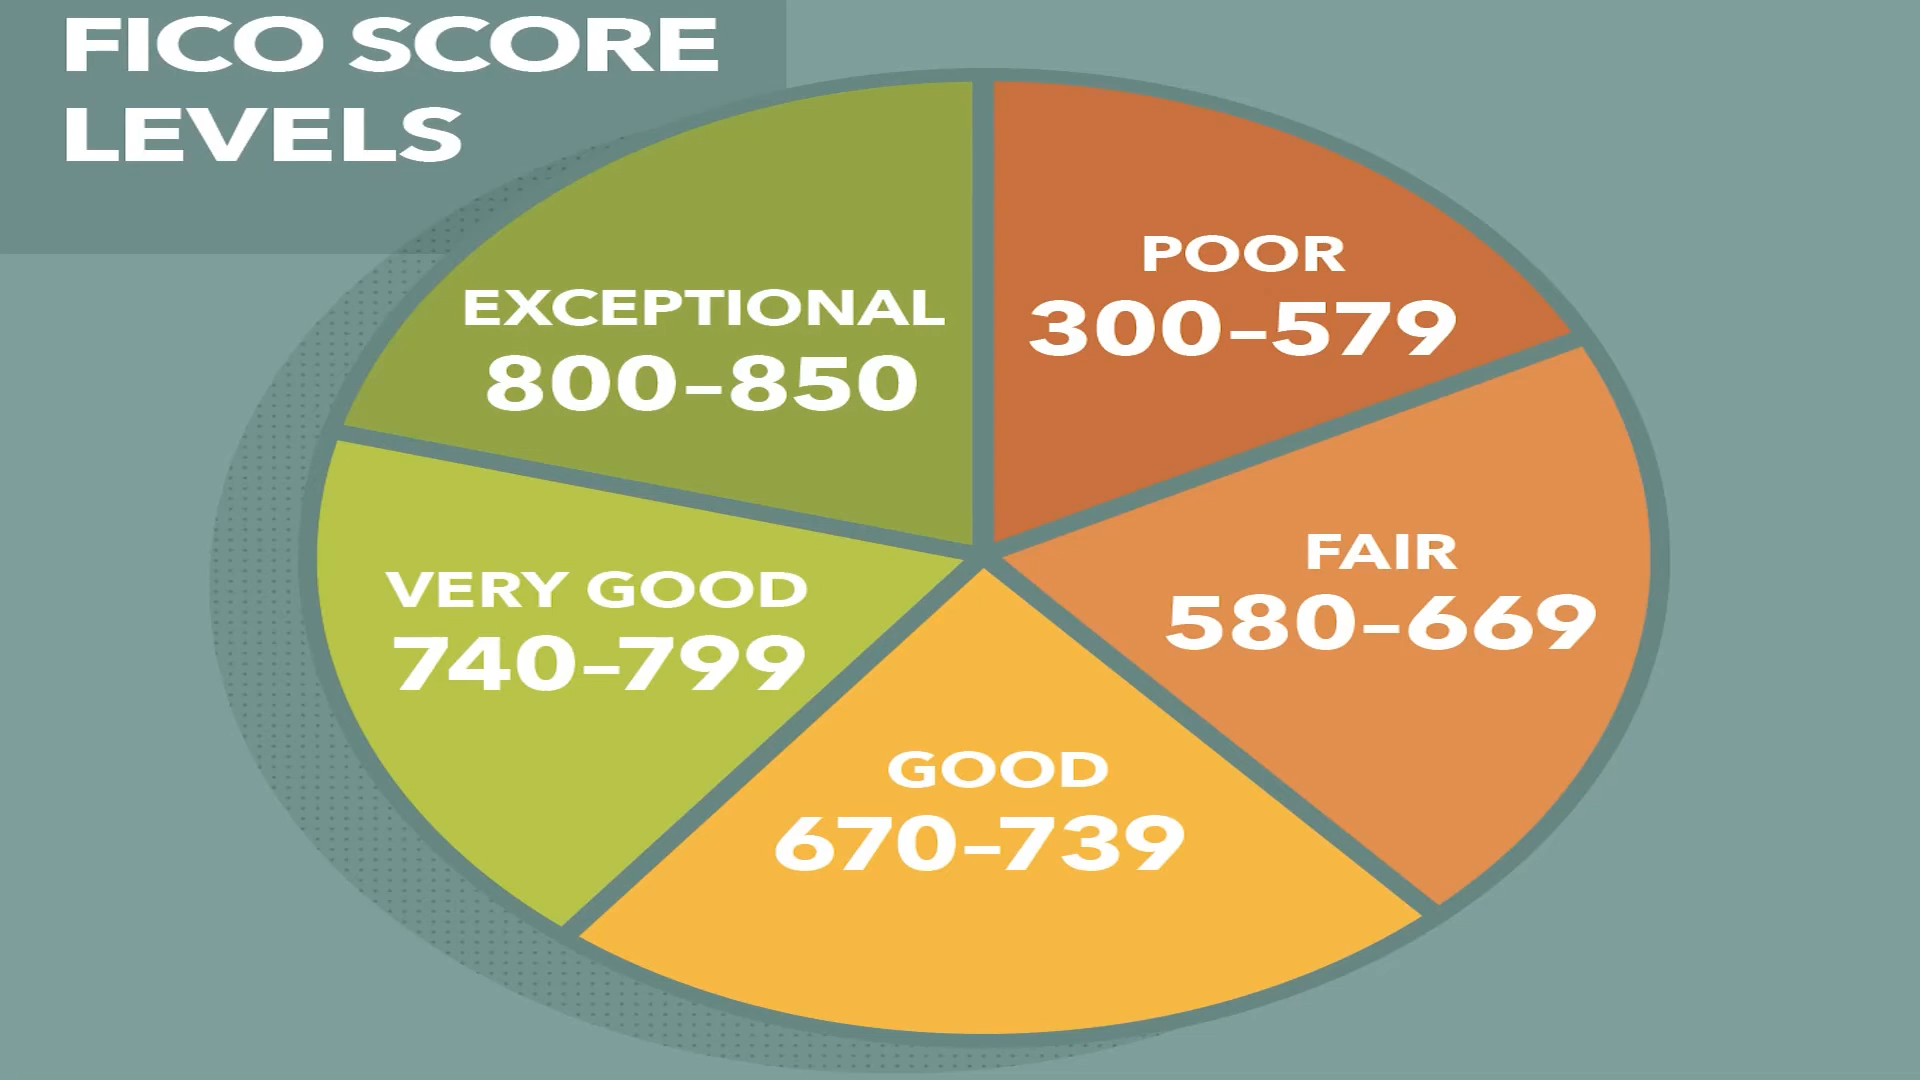 FICO SCORE
LEVELS
POOR
300–579
FAIR
580–669
GOOD
670–739
VERY GOOD
740–799
EXCEPTIONAL
800–850